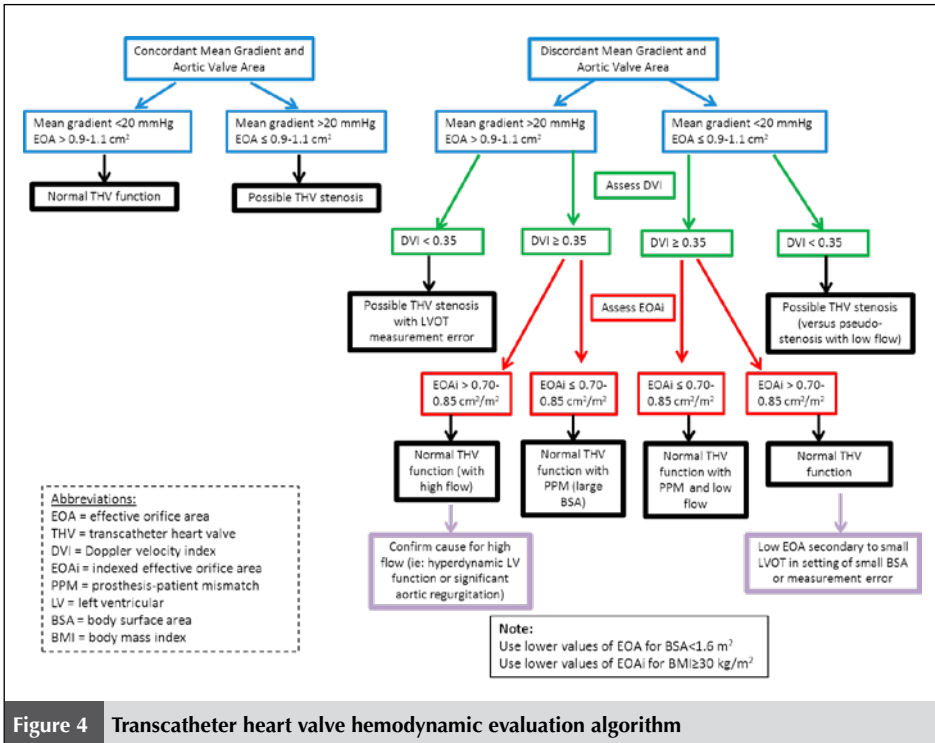 Concordant Mean Gradient and
Aortic Valve Area
Discordant Mean Gradient and
Aortic Valve Area
Mean gradient <20 mmHg
EOA > 0.9-1.1 cm²
Mean gradient >20 mmHg
EOA ≤ 0.9-1.1 cm²
Mean gradient >20 mmHg
EOA > 0.9-1.1 cm²
Mean gradient <20 mmHg
EOA ≤ 0.9-1.1 cm²
Normal THV function
Possible THV stenosis
Assess DVI
DVI < 0.35
DVI ≥ 0.35
DVI ≥ 0.35
DVI < 0.35
Possible THV stenosis
with LVOT
measurement error
Assess EOAi
Possible THV stenosis
(versus pseudo-
stenosis with low flow)
EOAi > 0.70-
0.85 cm²/m²
EOAi ≤ 0.70-
0.85 cm²/m²
EOAi ≤ 0.70-
0.85 cm²/m²
EOAi > 0.70-
0.85 cm²/m²
Normal THV
function (with
high flow)
Normal THV
function with
PPM (large
BSA)
Normal THV
function with
PPM and low
flow
Normal THV
function
Confirm cause for high
flow (ie: hyperdynamic LV
function or significant
aortic regurgitation)
Low EOA secondary to small
LVOT in setting of small BSA
or measurement error
Abbreviations:
EOA = effective orifice area
THV = transcatheter heart valve
DVI = Doppler velocity index
EOAi = indexed effective orifice area
PPM = prosthesis-patient mismatch
LV = left ventricular
BSA = body surface area
BMI = body mass index
Note:
Use lower values of EOA for BSA<1.6 m²
Use lower values of EOAi for BMI≥30 kg/m²
Figure 4 Transcatheter heart valve hemodynamic evaluation algorithm